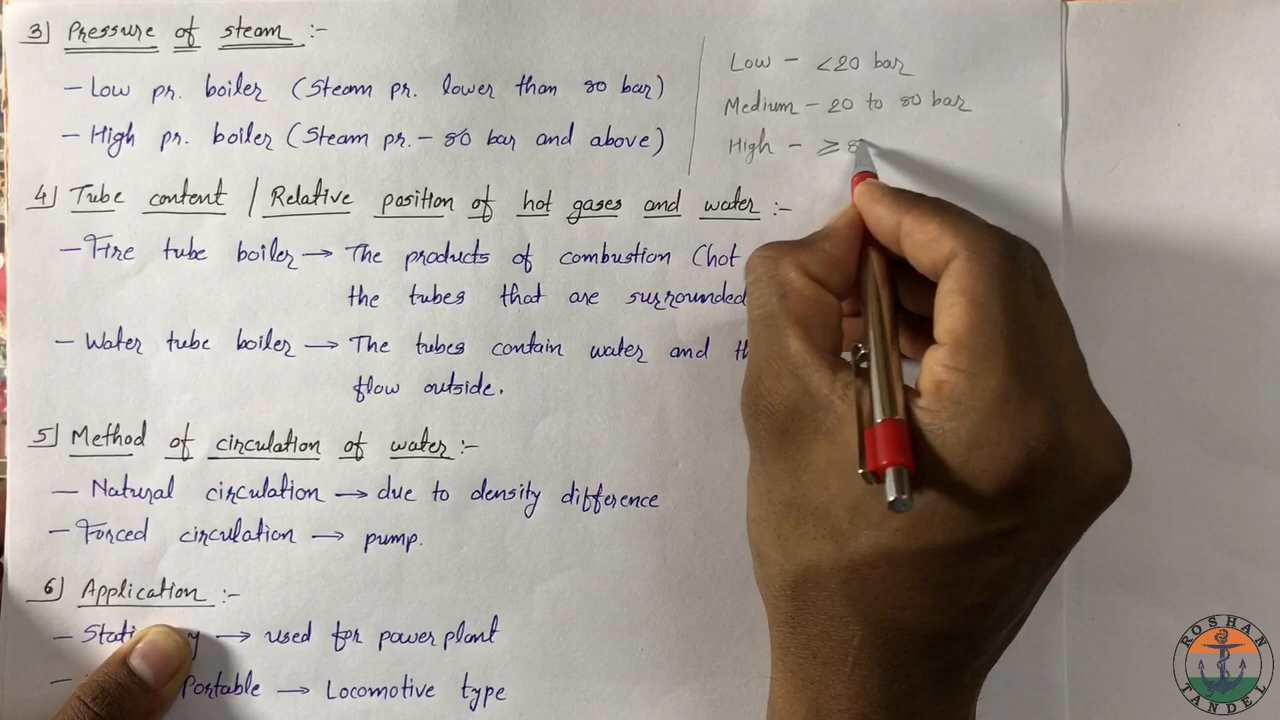 3) Pressure of steam :-
- Low pr. boiler (Steam pr. lower than 80 bar)
- High pr. boiler (Steam pr. - 80 bar and above)
Low - <20 bar
Medium - 20 to 80 bar
High - ≥ 8
4) Tube content / Relative position of hot gases and water :-
- Fire tube boiler → The products of combustion (hot
the tubes that are surrounded
- Water tube boiler → The tubes contain water and th
flow outside.
5) Method of circulation of water :-
- Natural circulation → due to density difference
- Forced circulation → pump.
6) Application :-
- Stati y → used for power plant
- Portable → Locomotive type
ROSHAN
TANDEL